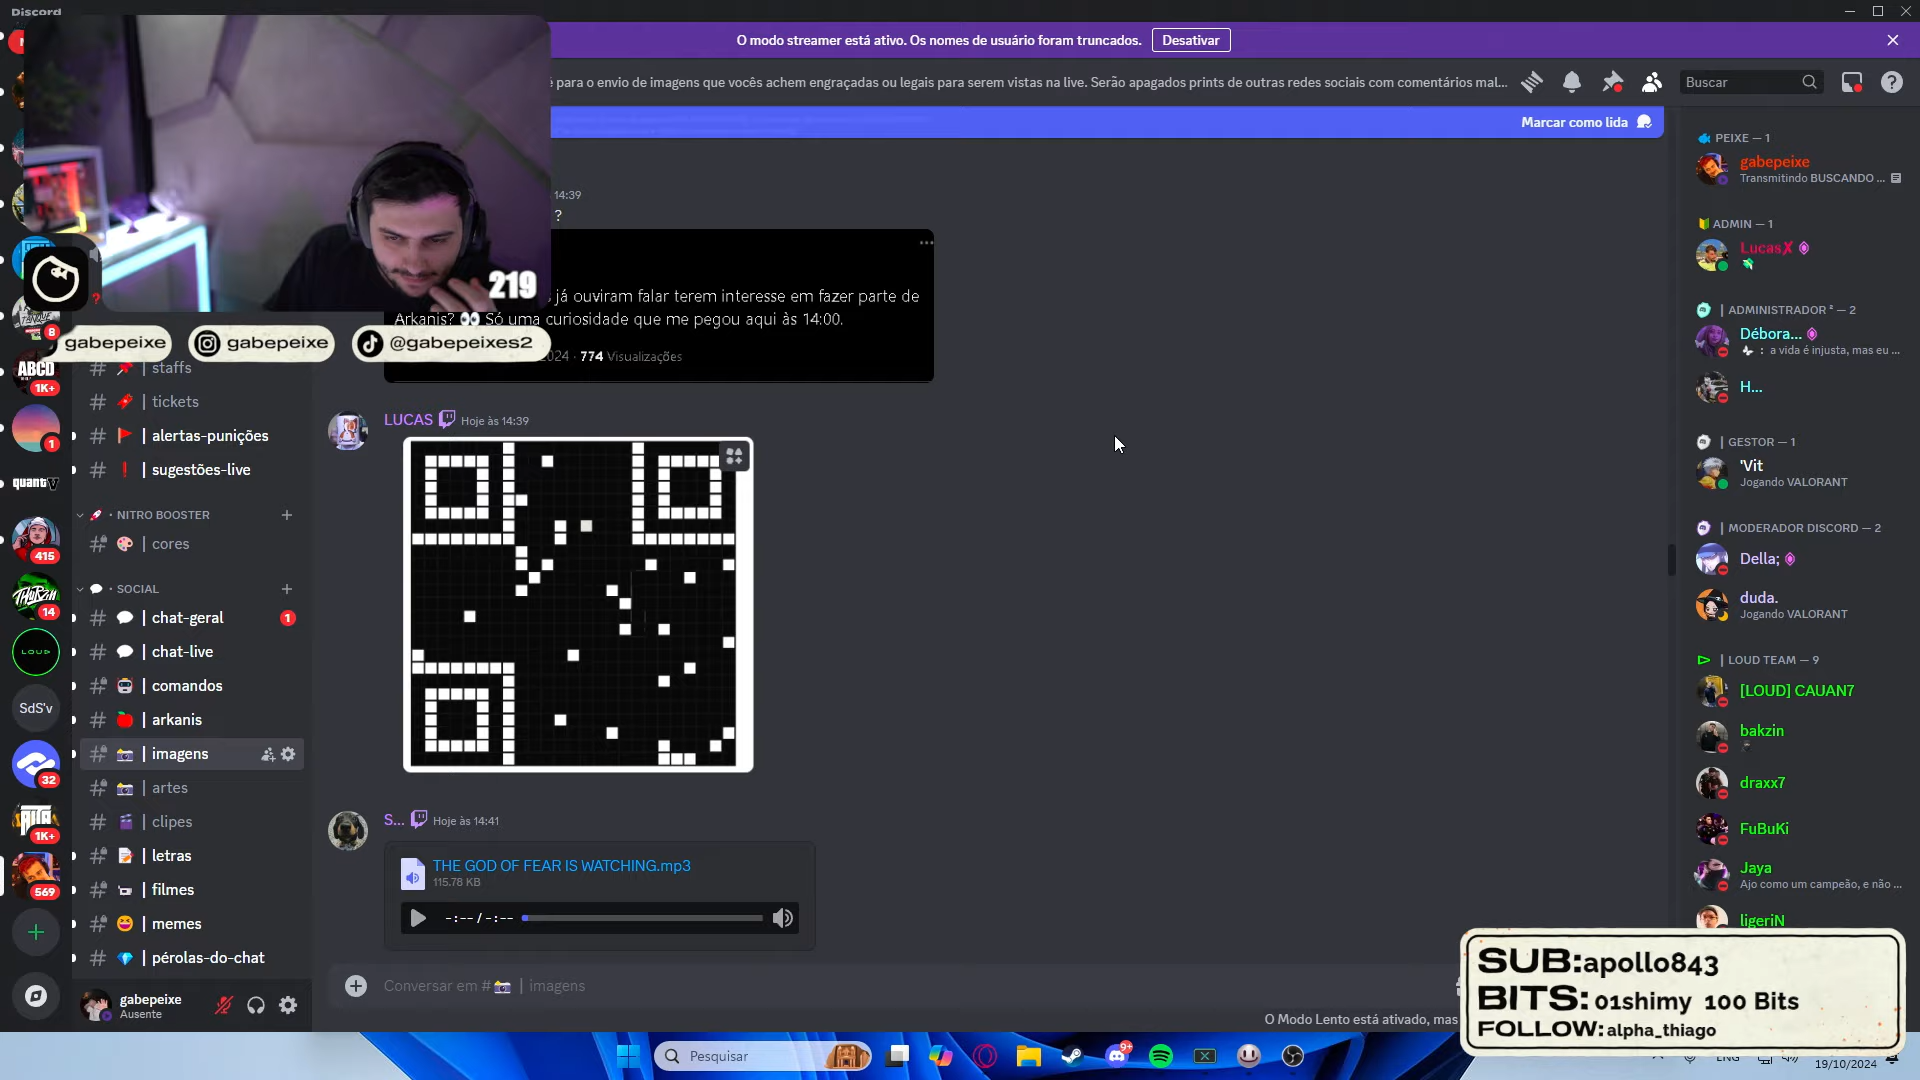 Discord
O modo streamer está ativo. Os nomes de usuário foram truncados.
Desativar
é para o envio de imagens que vocês achem engraçadas ou legais para serem vistas na live. Serão apagados prints de outras redes sociais com comentários mal...
Buscar
Marcar como lida
14:39
?
já ouviram falar terem interesse em fazer parte de
Arkanis? 👀 Só uma curiosidade que me pegou aqui às 14:00.
2024 · 774 Visualizações
219
gabepeixe
gabepeixe
@gabepeixes2
LUCAS Hoje às 14:39
S... Hoje às 14:41
THE GOD OF FEAR IS WATCHING.mp3
115.78 KB
-:-- / -:--
Conversar em # | imagens
O Modo Lento está ativado, mas
| staffs
| tickets
| alertas-punições
| sugestões-live
· NITRO BOOSTER
| cores
· SOCIAL
| chat-geral
1
| chat-live
| comandos
| arkanis
| imagens
| artes
| clipes
| letras
| filmes
| memes
| pérolas-do-chat
gabepeixe
Ausente
8
ABCD
1K+
1
quantV
415
14
LOUD
SdS'v
32
1K+
569
PEIXE — 1
gabepeixe
Transmitindo BUSCANDO ...
ADMIN — 1
LucasX
| ADMINISTRADOR ² — 2
Débora...
: a vida é injusta, mas eu ...
H...
| GESTOR — 1
'Vit
Jogando VALORANT
| MODERADOR DISCORD — 2
Della;
duda.
Jogando VALORANT
| LOUD TEAM — 9
[LOUD] CAUAN7
bakzin
draxx7
FuBuKi
Jaya
Ajo como um campeão, e não ...
ligeriN
SUB:apollo843
BITS: 01shimy 100 Bits
FOLLOW: alpha_thiago
Pesquisar
9+
ENG
19/10/2024